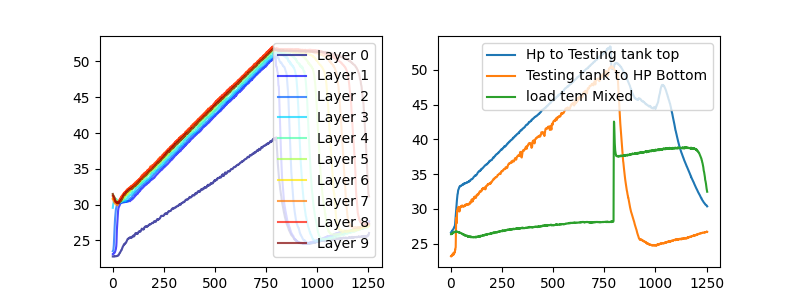 50
45
40
35
30
25
0
250
500
750
1000
1250
Layer 0
Layer 1
Layer 2
Layer 3
Layer 4
Layer 5
Layer 6
Layer 7
Layer 8
Layer 9
50
45
40
35
30
25
0
250
500
750
1000
1250
Hp to Testing tank top
Testing tank to HP Bottom
load tem Mixed